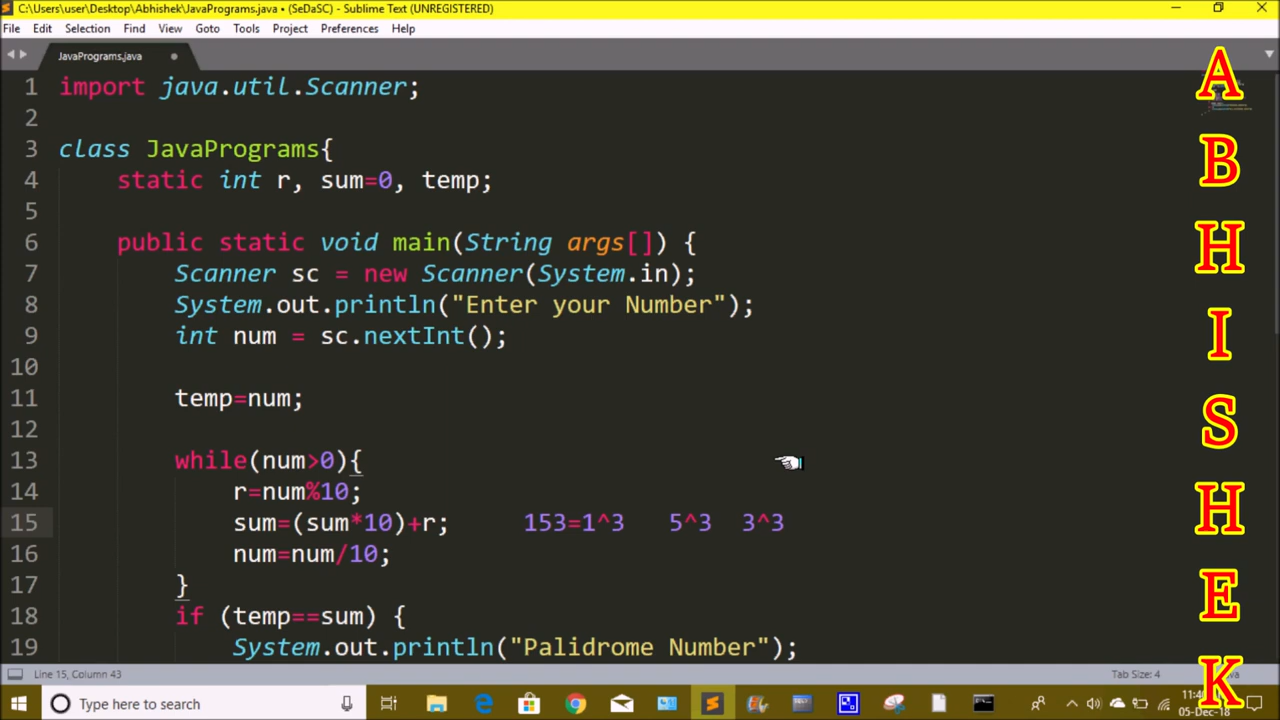 C:\Users\user\Desktop\Abhishek\JavaPrograms.java • (SeDaSC) - Sublime Text (UNREGISTERED)
File Edit Selection Find View Goto Tools Project Preferences Help
JavaPrograms.java
1 import java.util.Scanner;
2
3 class JavaPrograms{
4 static int r, sum=0, temp;
5
6 public static void main(String args[]) {
7 Scanner sc = new Scanner(System.in);
8 System.out.println("Enter your Number");
9 int num = sc.nextInt();
10
11 temp=num;
12
13 while(num>0){
14 r=num%10;
15 sum=(sum*10)+r; 153=1^3 5^3 3^3
16 num=num/10;
17 }
18 if (temp==sum) {
19 System.out.println("Palidrome Number");
Line 15, Column 43
Tab Size: 4
Type here to search
05-Dec-18
A
B
H
I
S
H
E
K